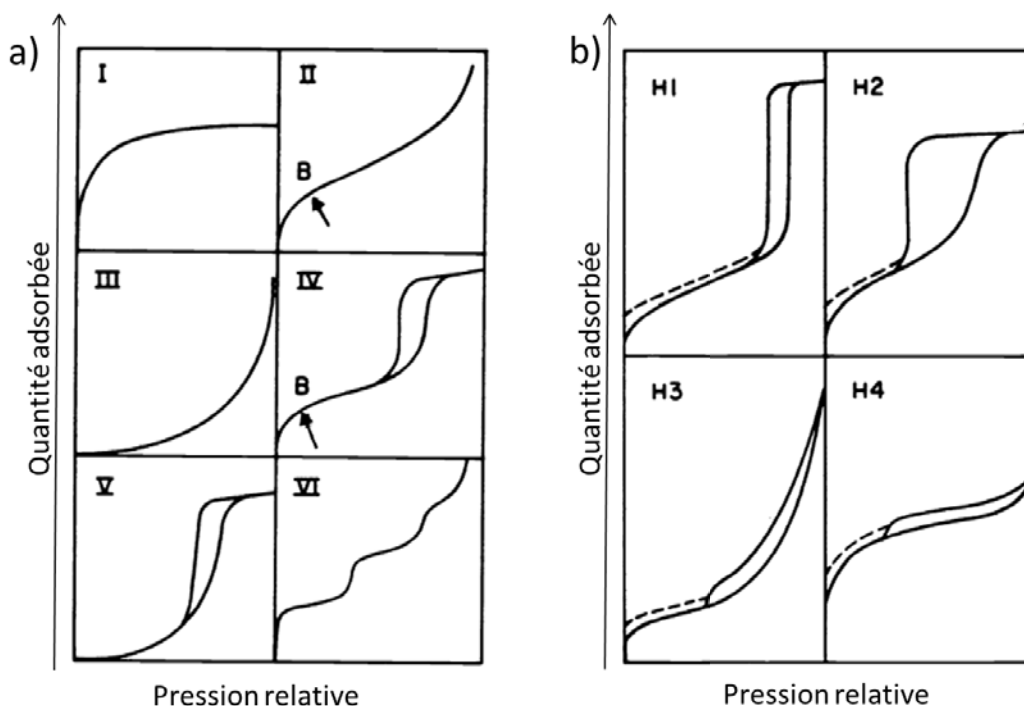 a)
Quantité adsorbée
I
II
B
III
IV
B
V
VI
Pression relative
b)
Quantité adsorbée
H1
H2
H3
H4
Pression relative